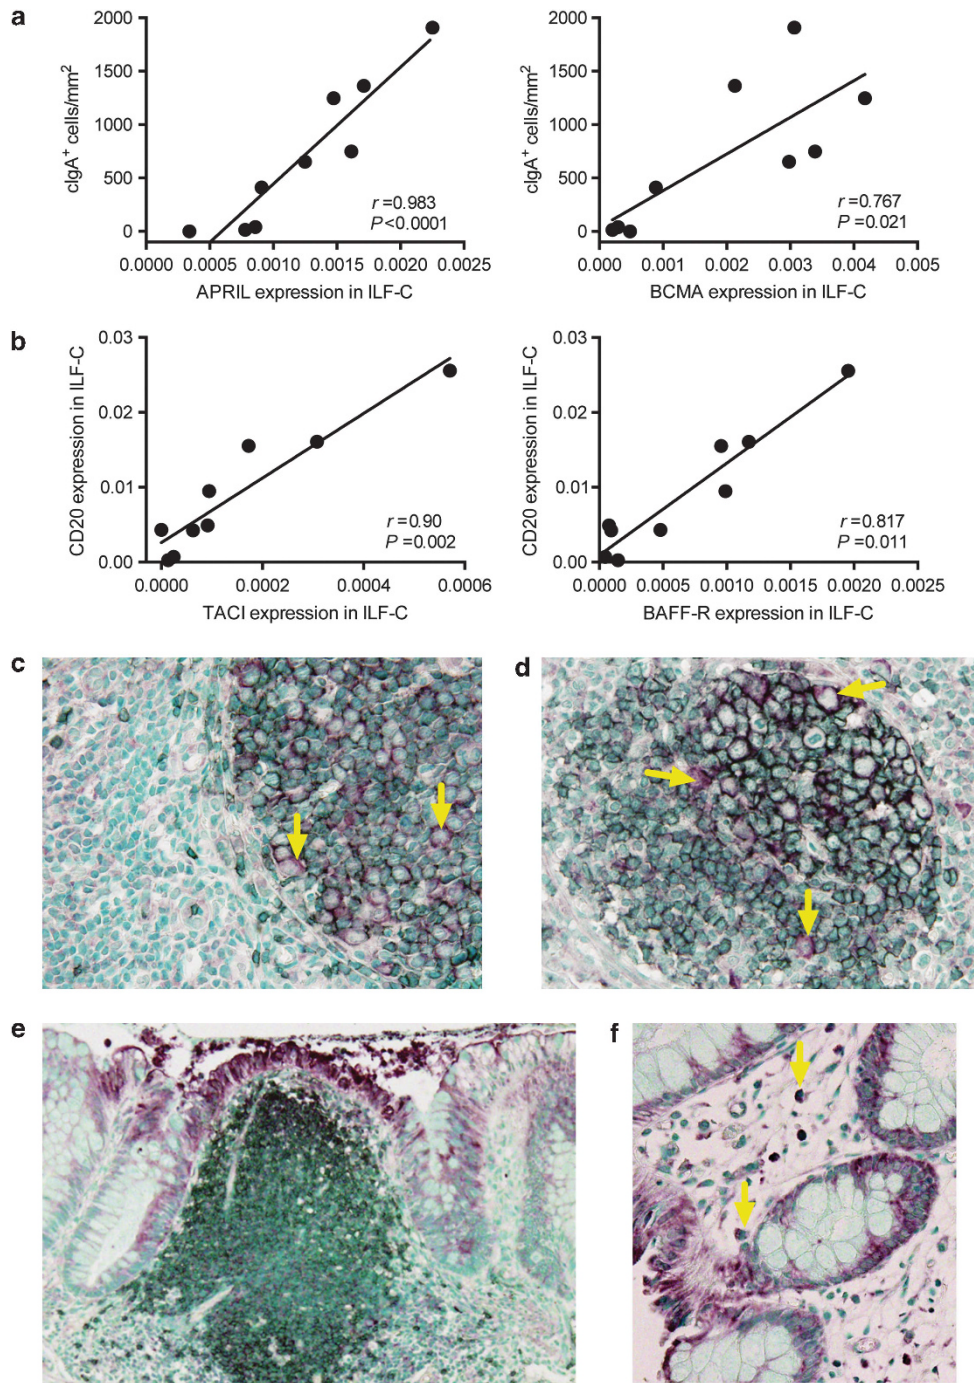 a
2000
1500
1000
500
0
cIgA+ cells/mm2
r=0.983
P<0.0001
0.0000 0.0005 0.0010 0.0015 0.0020 0.0025
APRIL expression in ILF-C
2000
1500
1000
500
0
cIgA+ cells/mm2
r=0.767
P=0.021
0.000 0.001 0.002 0.003 0.004 0.005
BCMA expression in ILF-C
b
0.03
0.02
0.01
0.00
CD20 expression in ILF-C
r=0.90
P=0.002
0.0000 0.0002 0.0004 0.0006
TACI expression in ILF-C
0.03
0.02
0.01
0.00
CD20 expression in ILF-C
r=0.817
P=0.011
0.0000 0.0005 0.0010 0.0015 0.0020 0.0025
BAFF-R expression in ILF-C
c
d
e
f